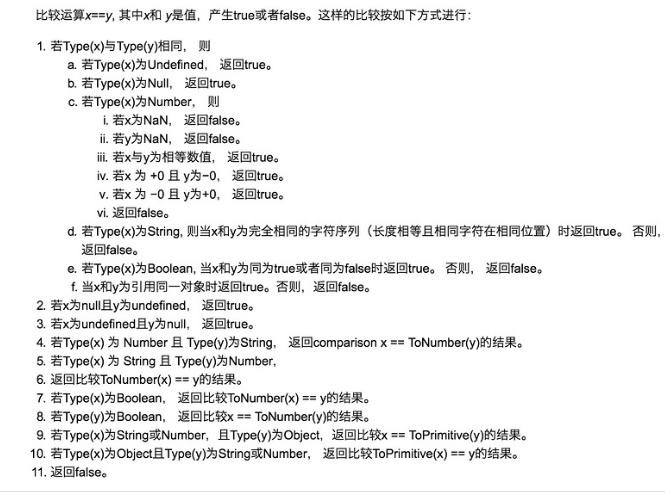 比较运算x==y, 其中x和 y是值，产生true或者false。这样的比较按如下方式进行：
1. 若Type(x)与Type(y)相同， 则
a. 若Type(x)为Undefined， 返回true。
b. 若Type(x)为Null， 返回true。
c. 若Type(x)为Number， 则
i. 若x为NaN， 返回false。
ii. 若y为NaN， 返回false。
iii. 若x与y为相等数值， 返回true。
iv. 若x 为 +0 且 y为−0， 返回true。
v. 若x 为 −0 且 y为+0， 返回true。
vi. 返回false。
d. 若Type(x)为String, 则当x和y为完全相同的字符序列（长度相等且相同字符在相同位置）时返回true。 否则，
返回false。
e. 若Type(x)为Boolean, 当x和y为同为true或者同为false时返回true。 否则， 返回false。
f. 当x和y为引用同一对象时返回true。否则，返回false。
2. 若x为null且y为undefined， 返回true。
3. 若x为undefined且y为null， 返回true。
4. 若Type(x) 为 Number 且 Type(y)为String， 返回comparison x == ToNumber(y)的结果。
5. 若Type(x) 为 String 且 Type(y)为Number，
6. 返回比较ToNumber(x) == y的结果。
7. 若Type(x)为Boolean， 返回比较ToNumber(x) == y的结果。
8. 若Type(y)为Boolean， 返回比较x == ToNumber(y)的结果。
9. 若Type(x)为String或Number，且Type(y)为Object，返回比较x == ToPrimitive(y)的结果。
10. 若Type(x)为Object且Type(y)为String或Number， 返回比较ToPrimitive(x) == y的结果。
11. 返回false。